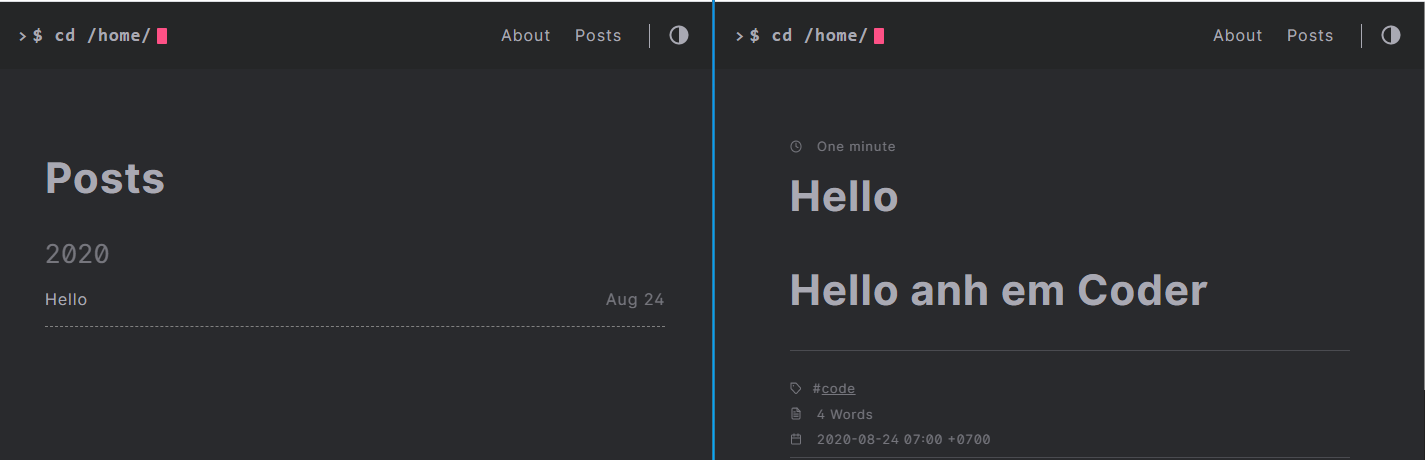 >$ cd /home/
About Posts
Posts
2020
Hello Aug 24
>$ cd /home/
About Posts
One minute
Hello
Hello anh em Coder
#code
4 Words
2020-08-24 07:00 +0700